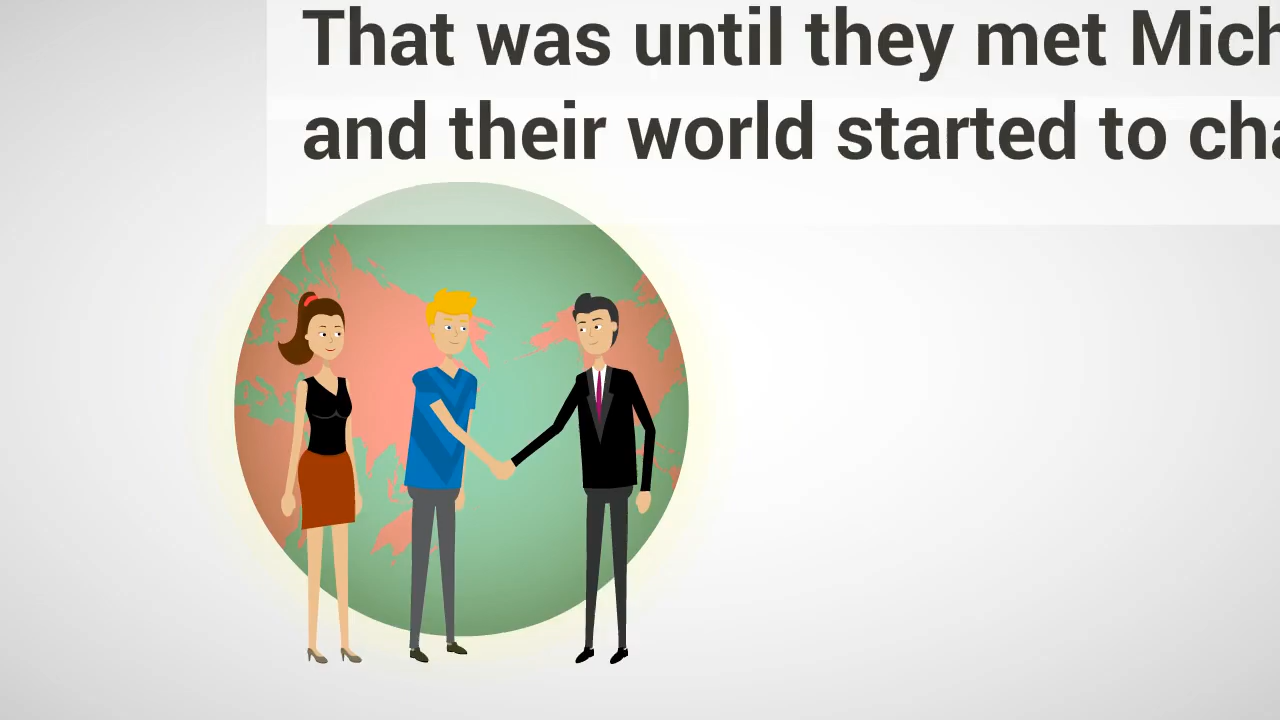 That was until they met Mich
and their world started to cha